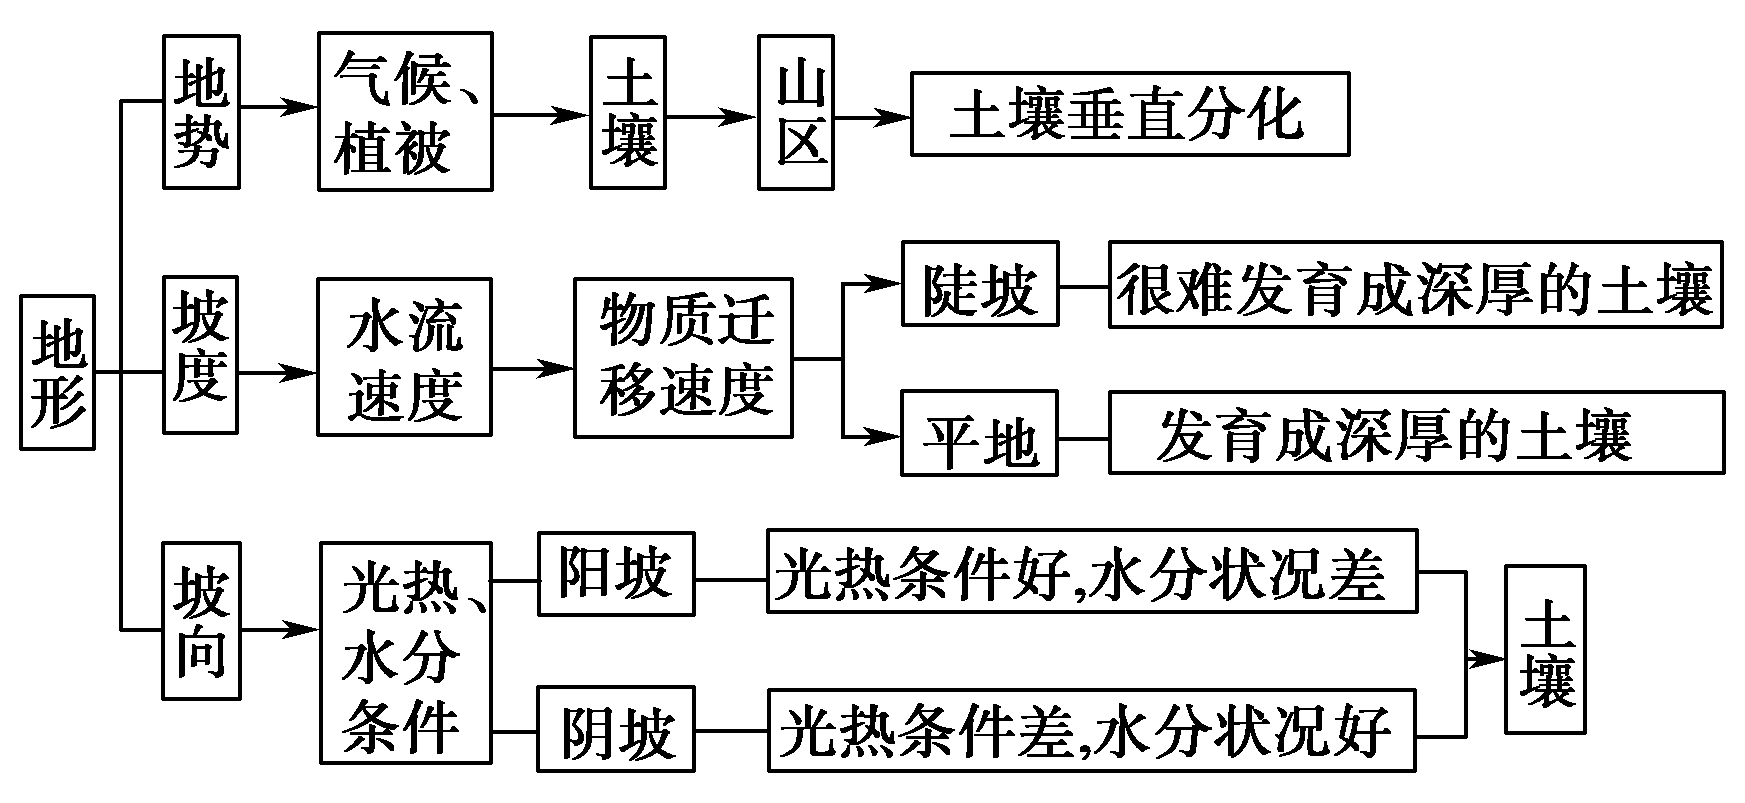 地形
地势
气候、
植被
土壤
山区
土壤垂直分化
坡度
水流
速度
物质迁
移速度
陡坡
很难发育成深厚的土壤
平地
发育成深厚的土壤
坡向
光热、
水分
条件
阳坡
光热条件好,水分状况差
阴坡
光热条件差,水分状况好
土壤